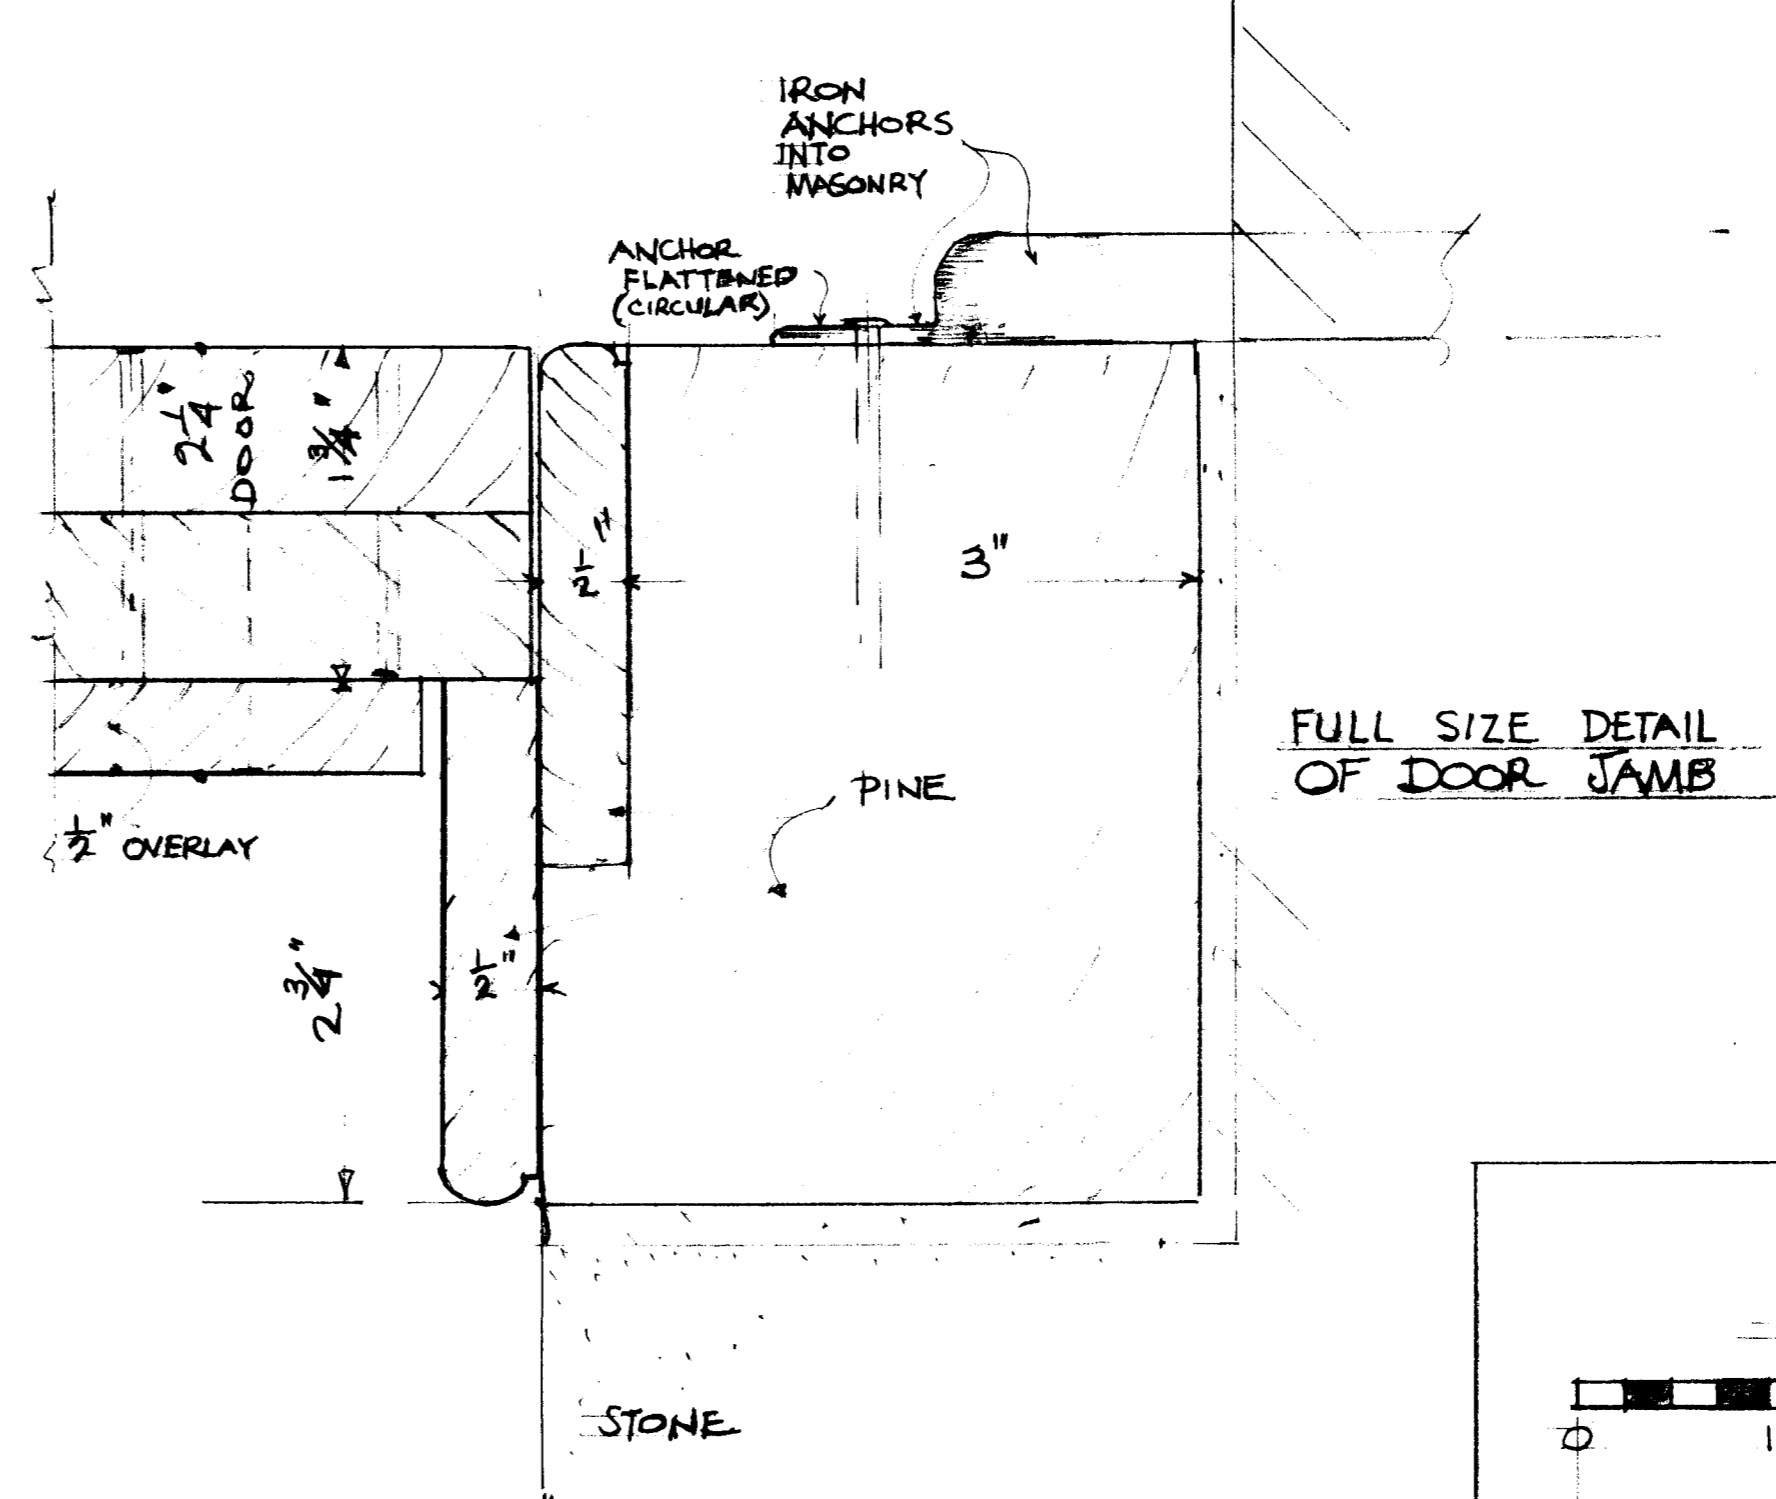 IRON
ANCHORS
INTO
MASONRY
ANCHOR
FLATTENED
(CIRCULAR)
2 1/4"
DOOR
1 3/4"
1/2"
3"
FULL SIZE DETAIL
OF DOOR JAMB
PINE
1/2" OVERLAY
2 3/4"
1/2"
STONE
0 1